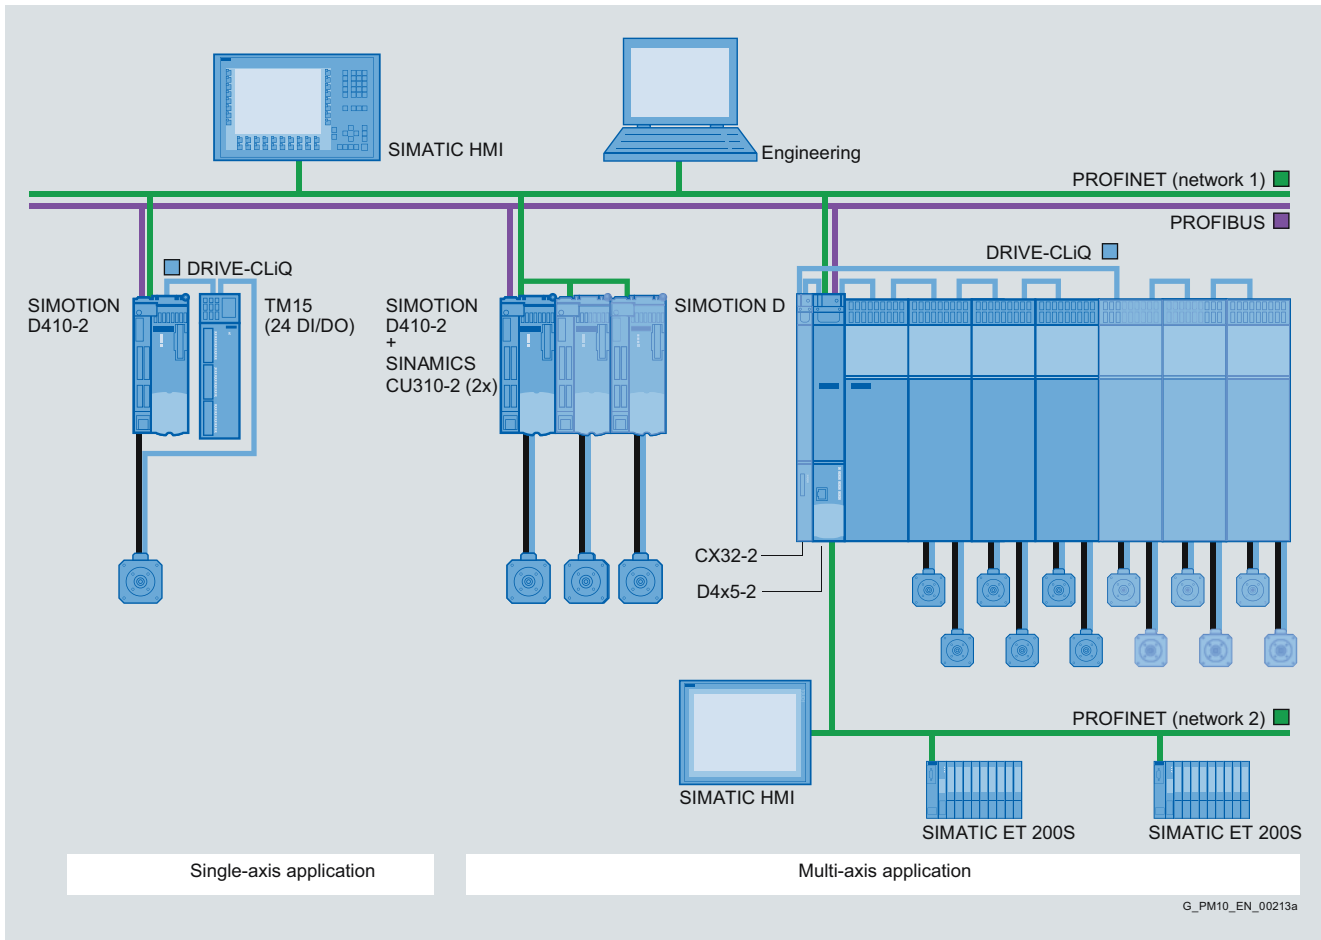 SIMATIC HMI
Engineering
PROFINET (network 1)
PROFIBUS
DRIVE-CLiQ
DRIVE-CLiQ
SIMOTION
D410-2
TM15
(24 DI/DO)
SIMOTION
D410-2
+
SINAMICS
CU310-2 (2x)
SIMOTION D
CX32-2
D4x5-2
PROFINET (network 2)
SIMATIC HMI
SIMATIC ET 200S
SIMATIC ET 200S
Single-axis application
Multi-axis application
G_PM10_EN_00213a